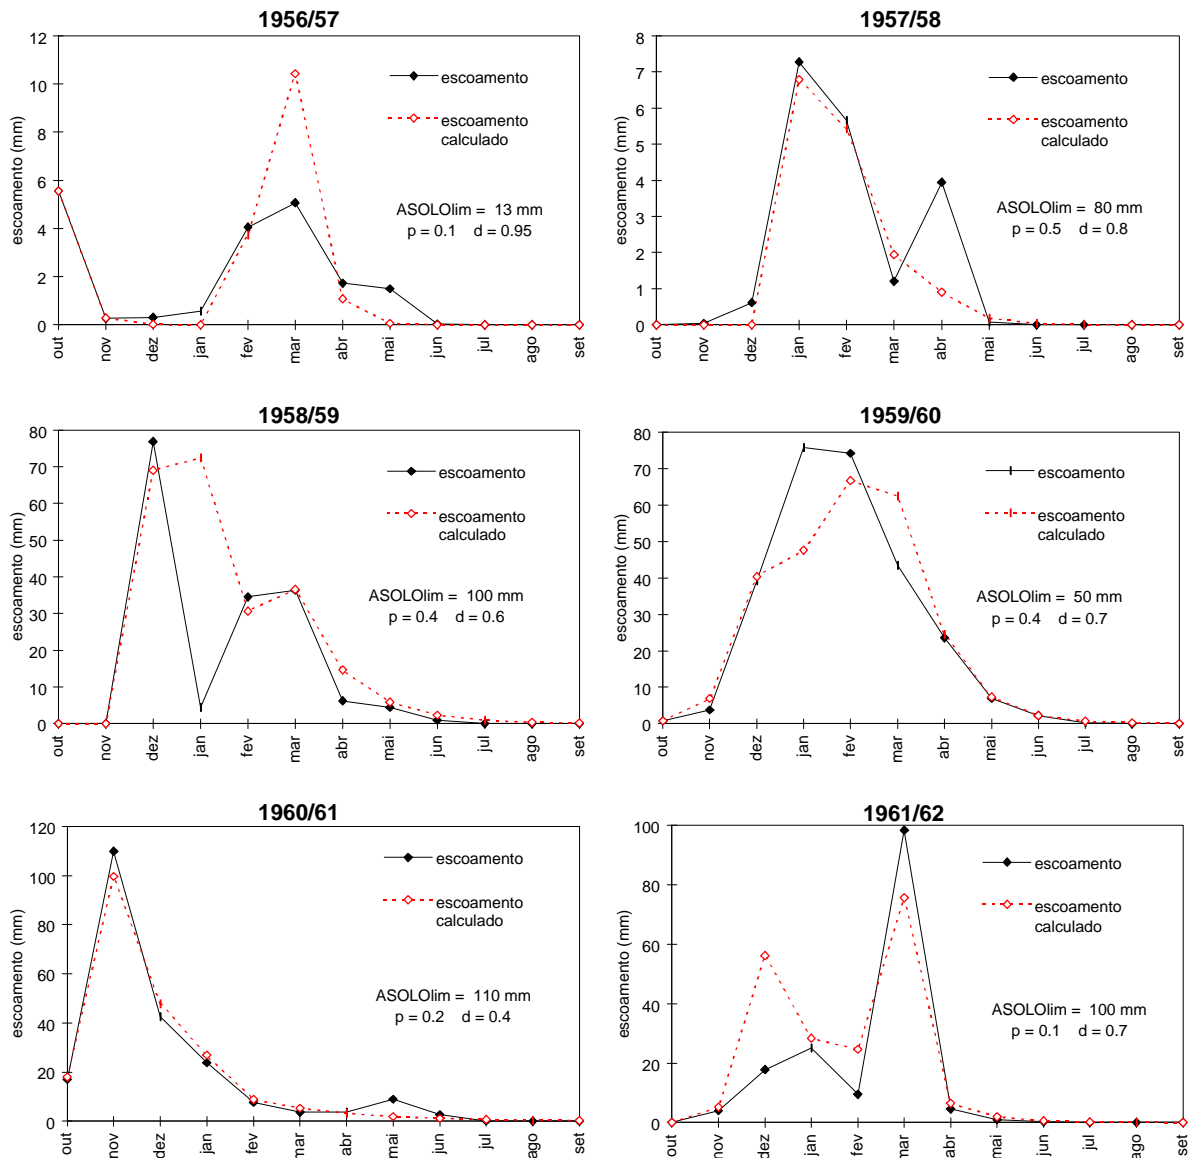 1956/57
12
10
8
6
4
2
0
escoamento (mm)
escoamento
escoamento
calculado
ASOLOlim = 13 mm
p = 0.1 d = 0.95
out
nov
dez
jan
fev
mar
abr
mai
jun
jul
ago
set
1957/58
8
7
6
5
4
3
2
1
0
escoamento (mm)
escoamento
escoamento
calculado
ASOLOlim = 80 mm
p = 0.5 d = 0.8
out
nov
dez
jan
fev
mar
abr
mai
jun
jul
ago
set
1958/59
80
70
60
50
40
30
20
10
0
escoamento (mm)
escoamento
escoamento
calculado
ASOLOlim = 100 mm
p = 0.4 d = 0.6
out
nov
dez
jan
fev
mar
abr
mai
jun
jul
ago
set
1959/60
80
70
60
50
40
30
20
10
0
escoamento (mm)
escoamento
escoamento
calculado
ASOLOlim = 50 mm
p = 0.4 d = 0.7
out
nov
dez
jan
fev
mar
abr
mai
jun
jul
ago
set
1960/61
120
100
80
60
40
20
0
escoamento (mm)
escoamento
escoamento
calculado
ASOLOlim = 110 mm
p = 0.2 d = 0.4
out
nov
dez
jan
fev
mar
abr
mai
jun
jul
ago
set
1961/62
100
80
60
40
20
0
escoamento (mm)
escoamento
escoamento
calculado
ASOLOlim = 100 mm
p = 0.1 d = 0.7
out
nov
dez
jan
fev
mar
abr
mai
jun
jul
ago
set